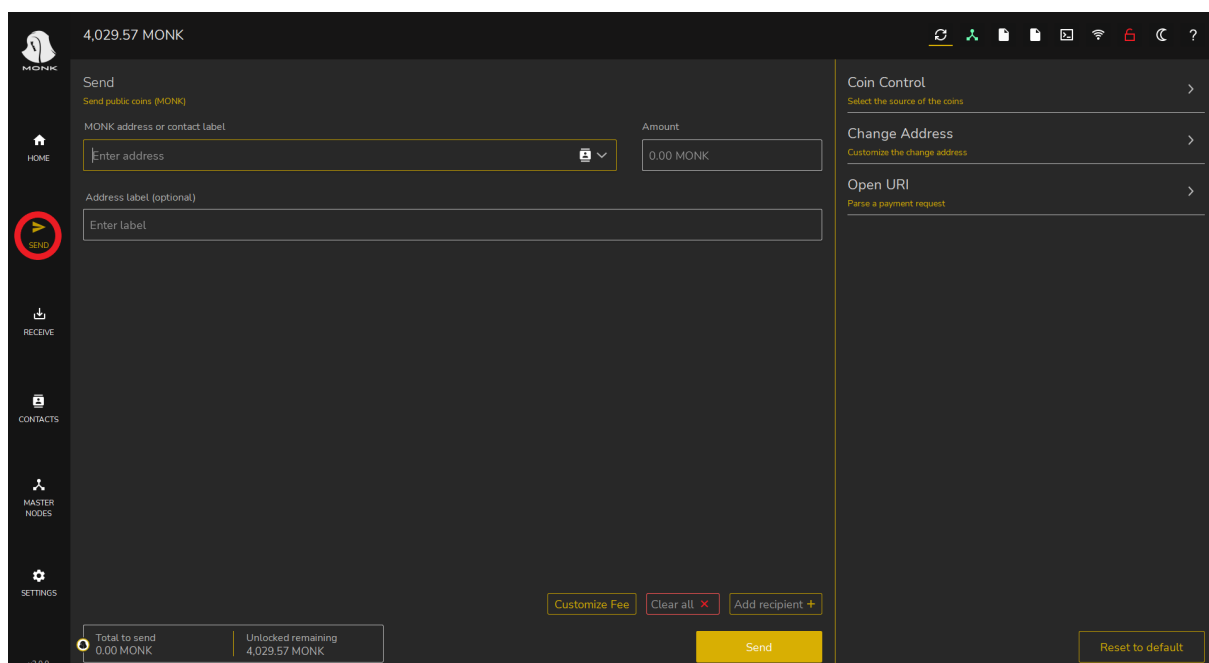 4,029.57 MONK
?
MONK
HOME
SEND
RECEIVE
CONTACTS
MASTER
NODES
SETTINGS
Send
Send public coins (MONK)
MONK address or contact label
Amount
Enter address
0.00 MONK
Address label (optional)
Enter label
Customize Fee
Clear all
Add recipient +
Total to send
0.00 MONK
Unlocked remaining
4,029.57 MONK
Send
Coin Control
Select the source of the coins
Change Address
Customize the change address
Open URI
Parse a payment request
Reset to default